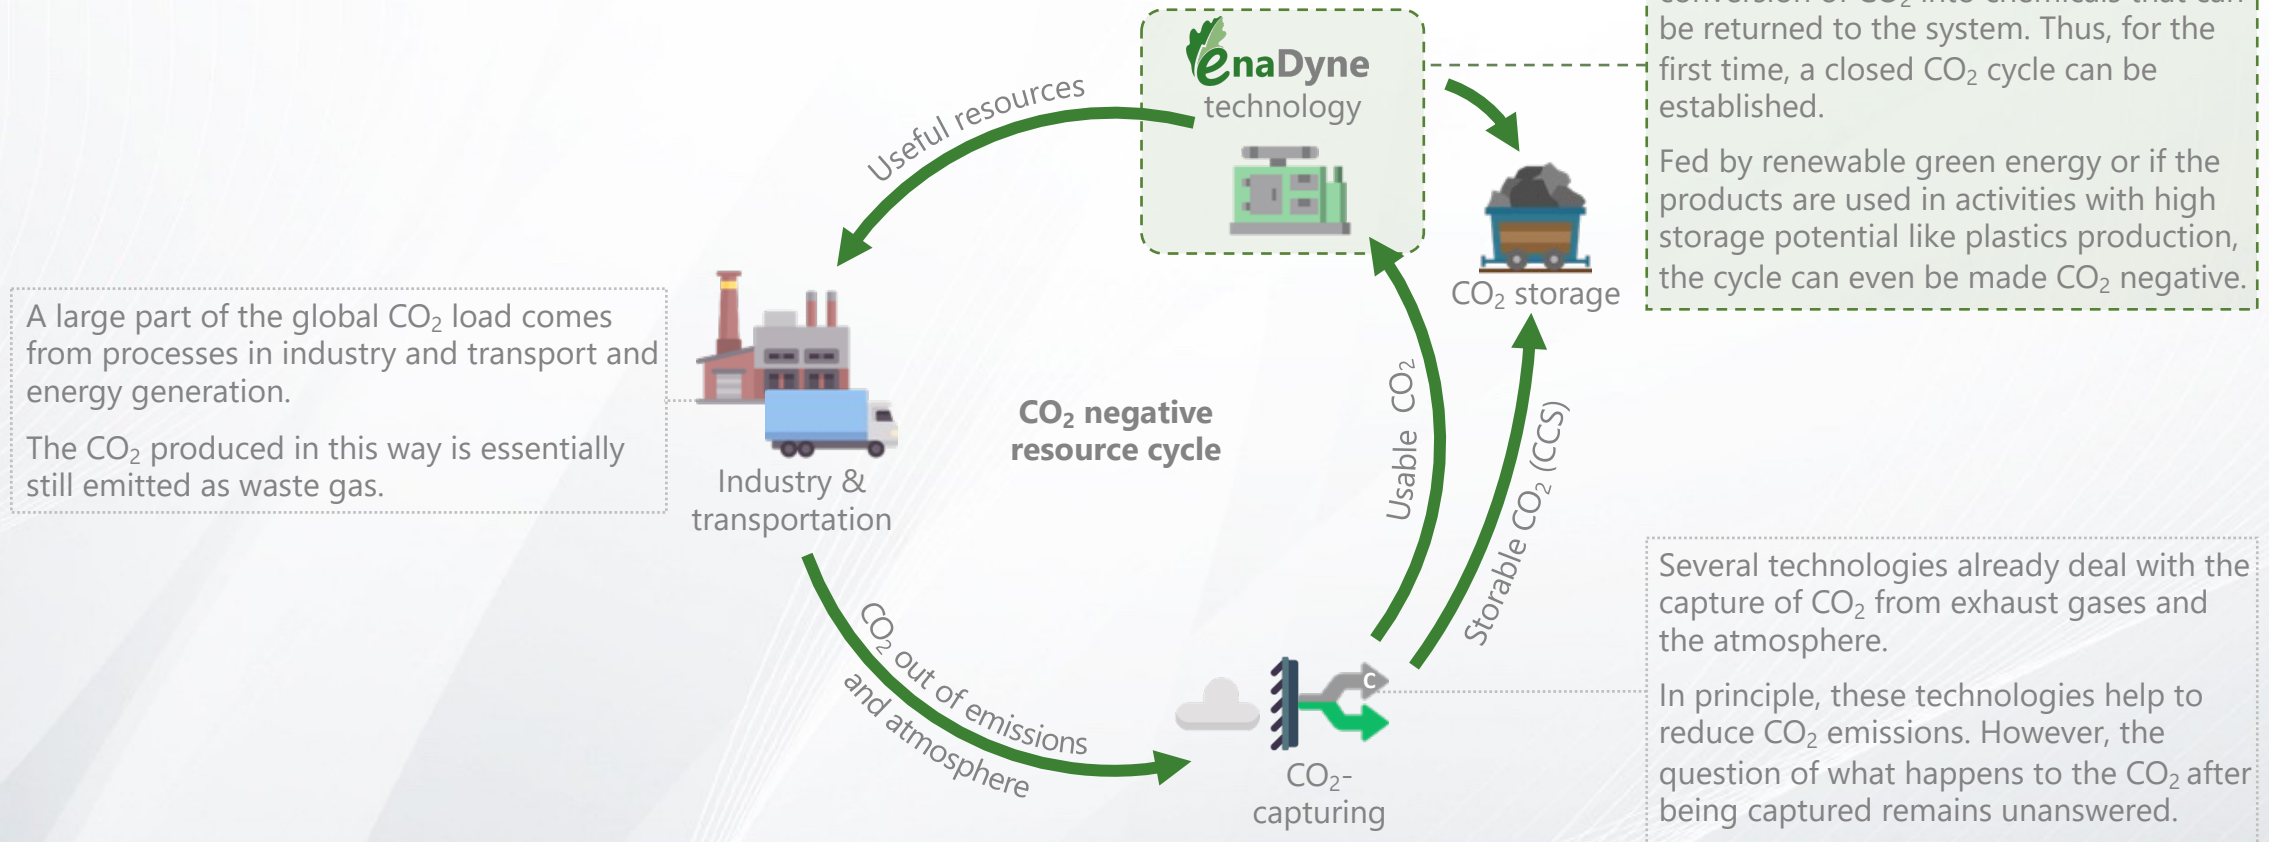 conversion of CO₂ into chemicals that can
be returned to the system. Thus, for the
first time, a closed CO₂ cycle can be
established.
Fed by renewable green energy or if the
products are used in activities with high
storage potential like plastics production,
the cycle can even be made CO₂ negative.
enaDyne
technology
Useful resources
CO₂ storage
A large part of the global CO₂ load comes
from processes in industry and transport and
energy generation.
The CO₂ produced in this way is essentially
still emitted as waste gas.
Industry &
transportation
CO₂ negative
resource cycle
Usable CO₂
Storable CO₂ (CCS)
CO₂ out of emissions
and atmosphere
C
CO₂-
capturing
Several technologies already deal with the
capture of CO₂ from exhaust gases and
the atmosphere.
In principle, these technologies help to
reduce CO₂ emissions. However, the
question of what happens to the CO₂ after
being captured remains unanswered.